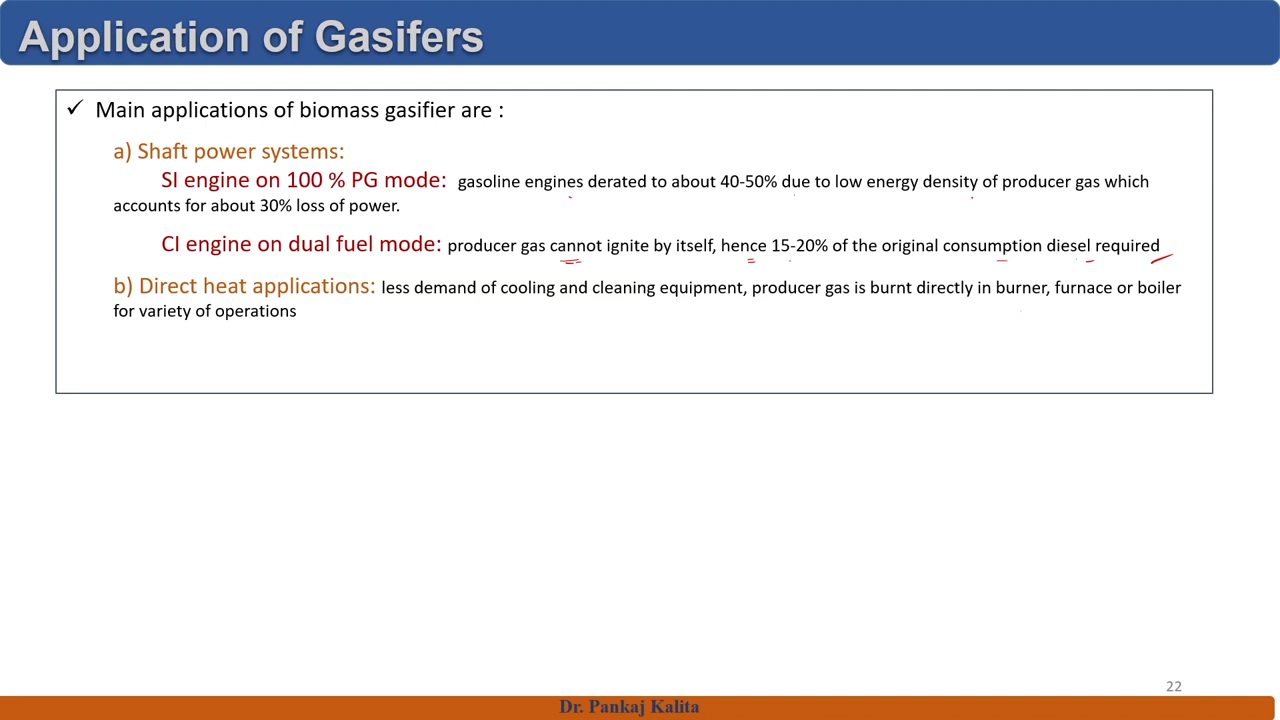 Application of Gasifers
✓ Main applications of biomass gasifier are :
a) Shaft power systems:
SI engine on 100 % PG mode: gasoline engines derated to about 40-50% due to low energy density of producer gas which
accounts for about 30% loss of power.
CI engine on dual fuel mode: producer gas cannot ignite by itself, hence 15-20% of the original consumption diesel required
b) Direct heat applications: less demand of cooling and cleaning equipment, producer gas is burnt directly in burner, furnace or boiler
for variety of operations
22
Dr. Pankaj Kalita